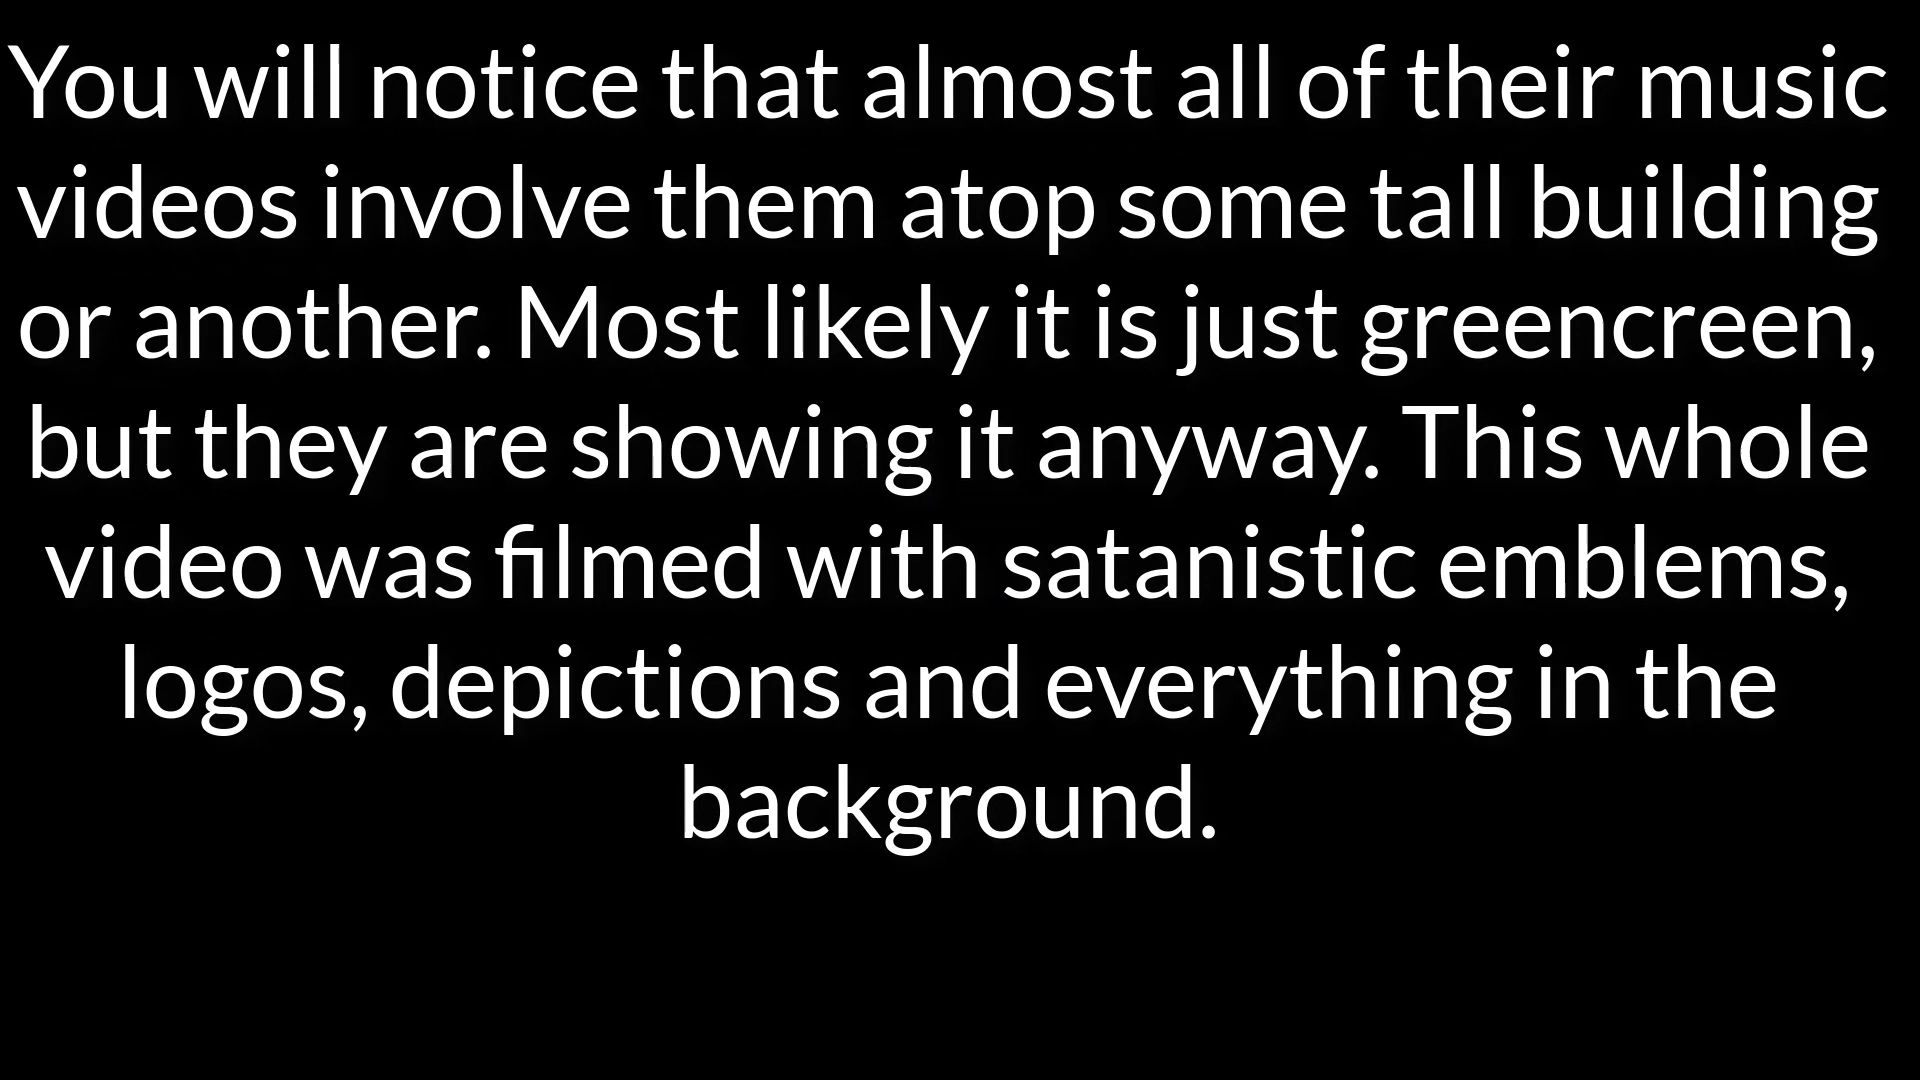 You will notice that almost all of their music
videos involve them atop some tall building
or another. Most likely it is just greencreen,
but they are showing it anyway. This whole
video was filmed with satanistic emblems,
logos, depictions and everything in the
background.